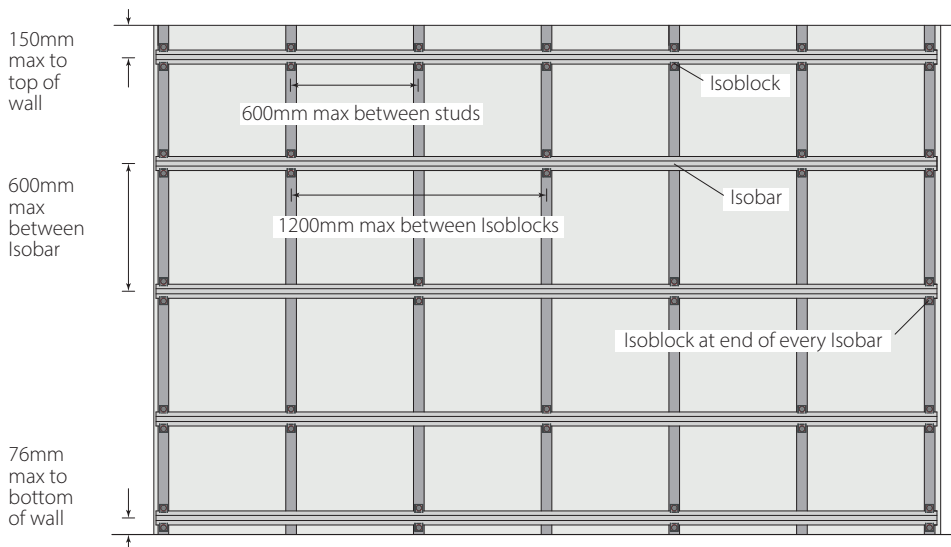 150mm
max to
top of
wall
Isoblock
600mm max between studs
600mm
max
between
Isobar
Isobar
1200mm max between Isoblocks
Isoblock at end of every Isobar
76mm
max to
bottom
of wall